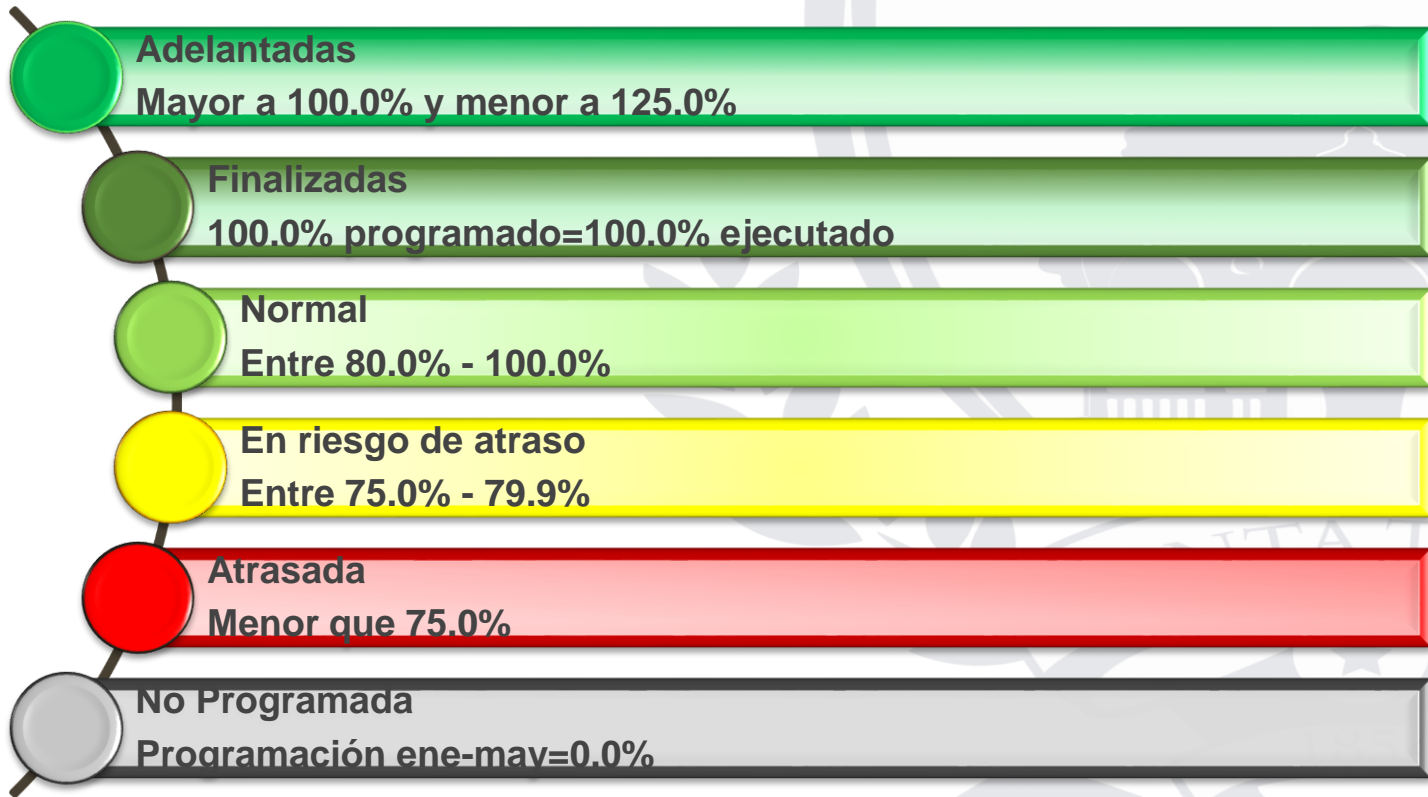 Adelantadas
Mayor a 100.0% y menor a 125.0%
Finalizadas
100.0% programado=100.0% ejecutado
Normal
Entre 80.0% - 100.0%
En riesgo de atraso
Entre 75.0% - 79.9%
Atrasada
Menor que 75.0%
No Programada
Programación ene-may=0.0%